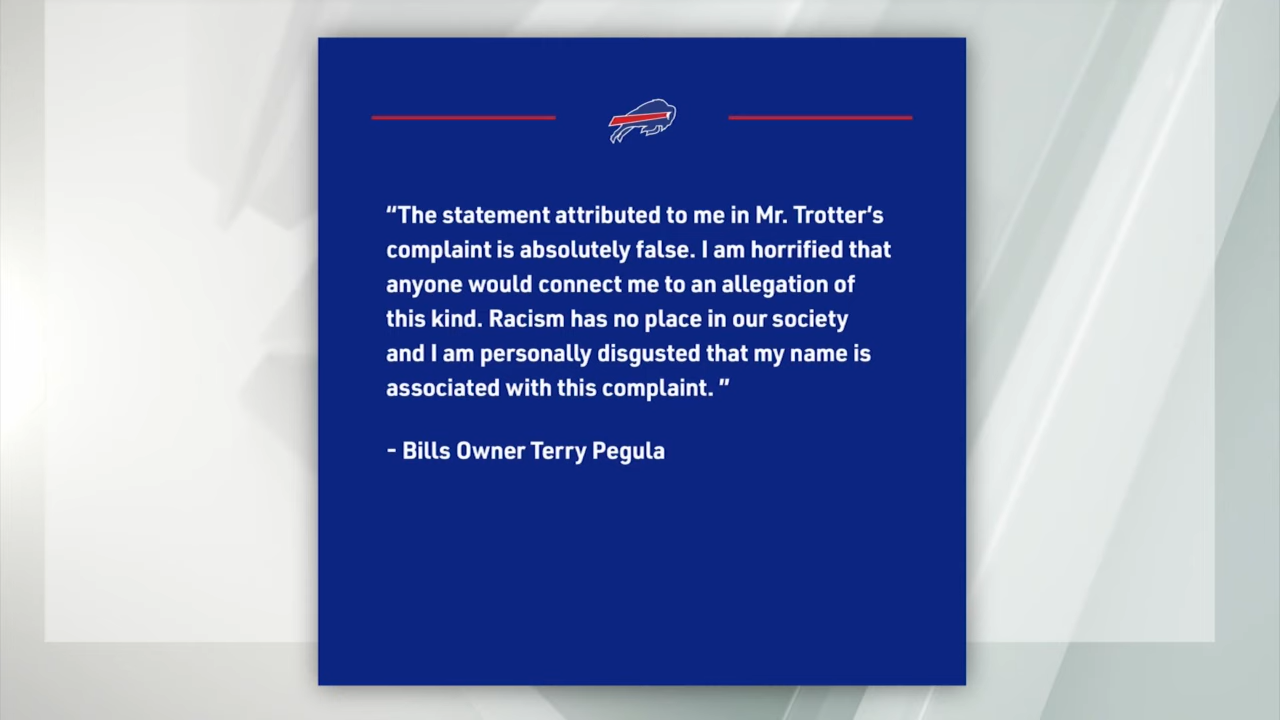 “The statement attributed to me in Mr. Trotter’s
complaint is absolutely false. I am horrified that
anyone would connect me to an allegation of
this kind. Racism has no place in our society
and I am personally disgusted that my name is
associated with this complaint. ”
- Bills Owner Terry Pegula